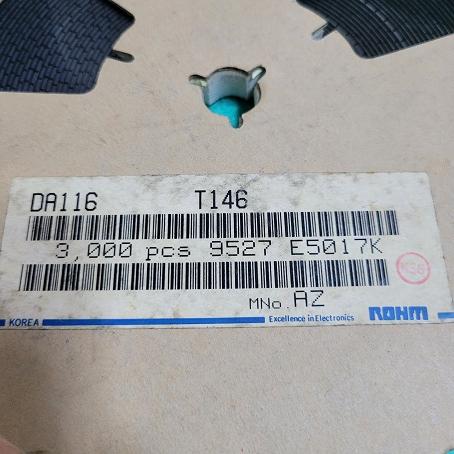 DA116 T146
3,000 pcs 9527 E5017K
MNo. AZ
KOREA Excellence in Electronics ROHM